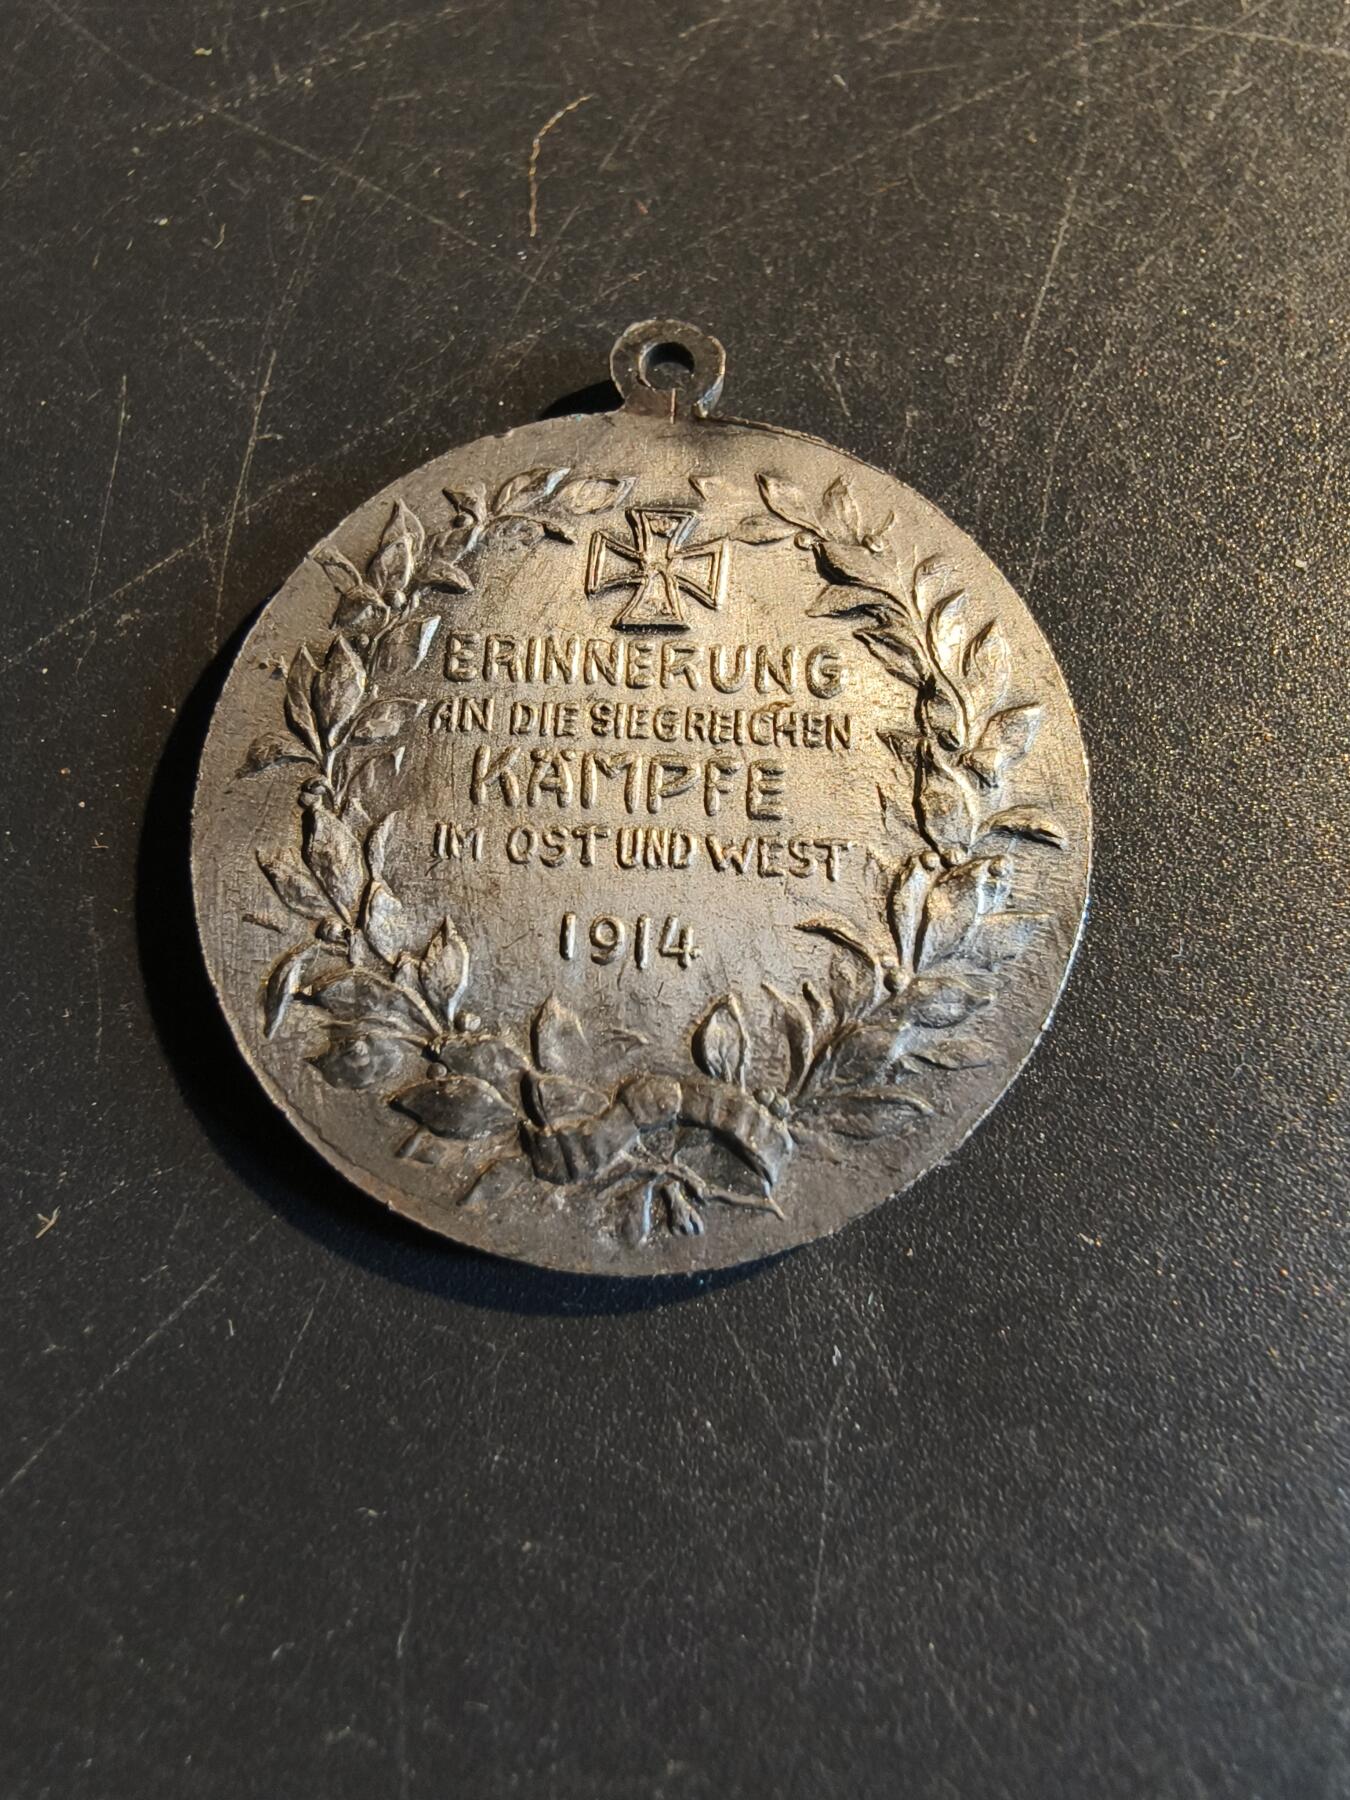 ERINNERUNG
AN DIE SIEGREICHEN
KÄMPFE
IM OST UND WEST
1914